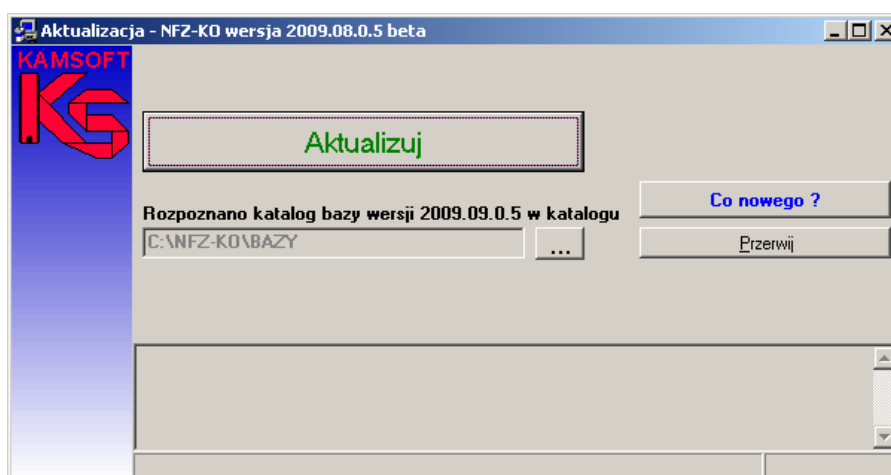 Aktualizacja - NFZ-KO wersja 2009.08.0.5 beta
KAMSOFT
KS
Aktualizuj
Co nowego ?
Rozpoznano katalog bazy wersji 2009.09.0.5 w katalogu
C:\NFZ-KO\BAZY
...
Przerwij